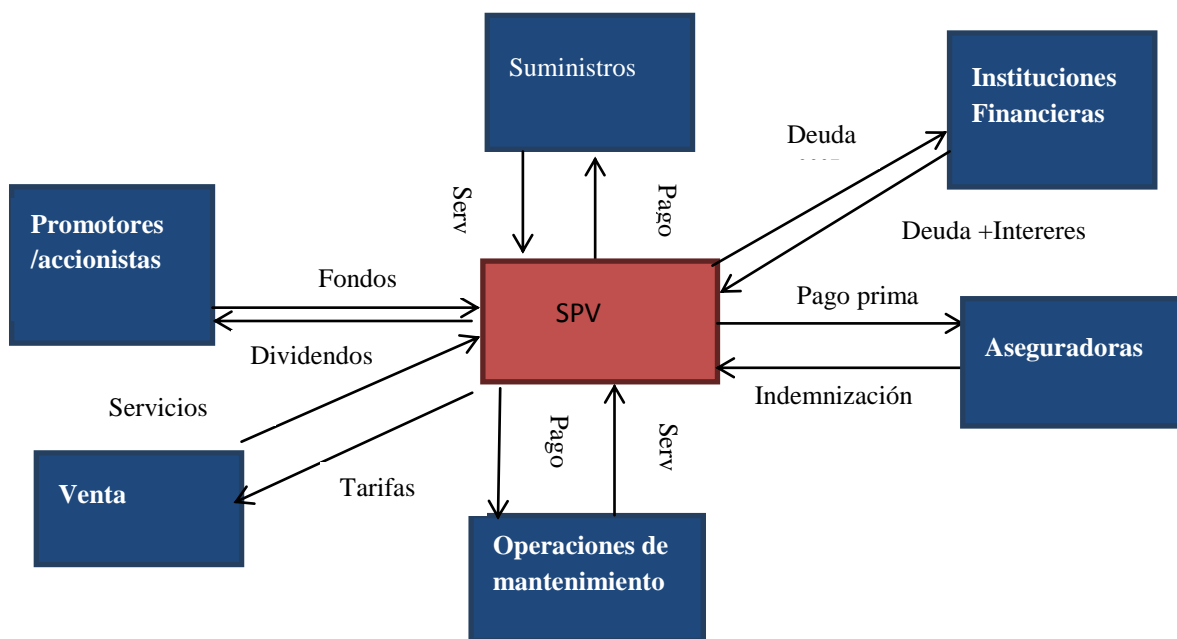 Suministros
Instituciones
Financieras
Deuda
Serv
Pago
Promotores
/accionistas
Deuda +Intereres
Fondos
SPV
Pago prima
Aseguradoras
Dividendos
Indemnización
Servicios
Pago
Serv
Venta
Tarifas
Operaciones de
mantenimiento